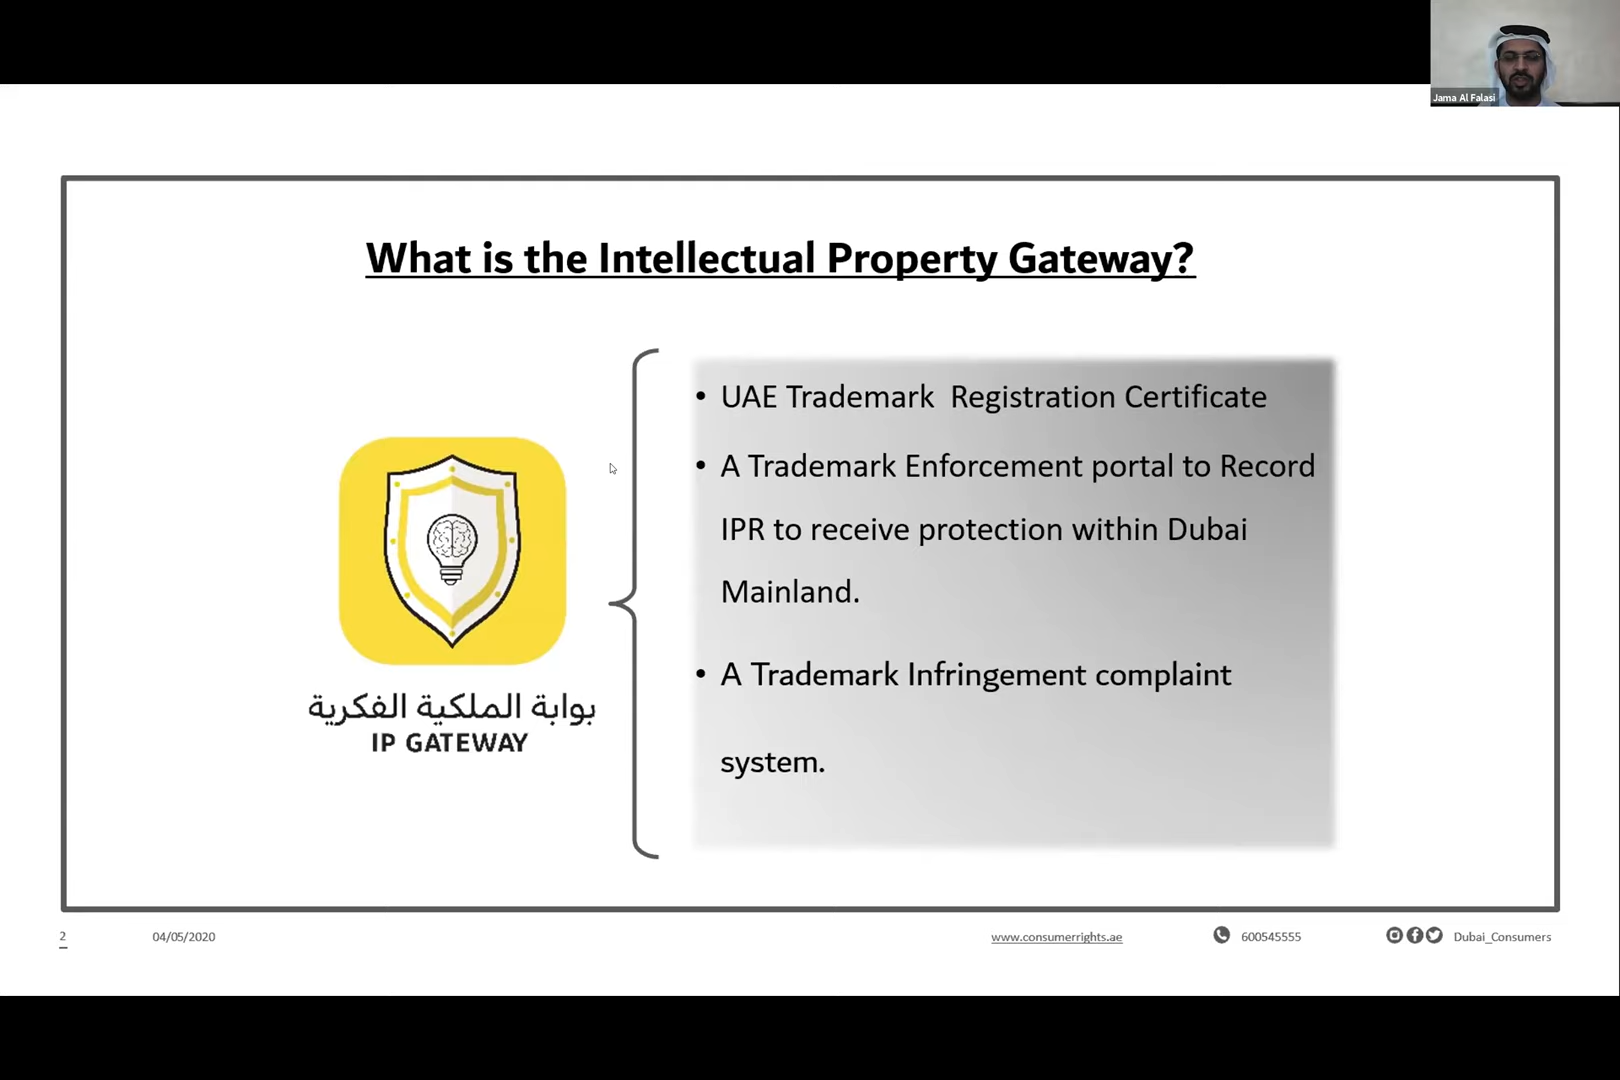 Jama Al Falasi
What is the Intellectual Property Gateway?
• UAE Trademark  Registration Certificate
• A Trademark Enforcement portal to Record
IPR to receive protection within Dubai
Mainland.
• A Trademark Infringement complaint
system.
بوابة الملكية الفكرية
IP GATEWAY
2
04/05/2020
www.consumerrights.ae
600545555
Dubai_Consumers